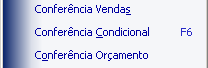 Conferência Vendas
Conferência Condicional F6
Conferência Orçamento